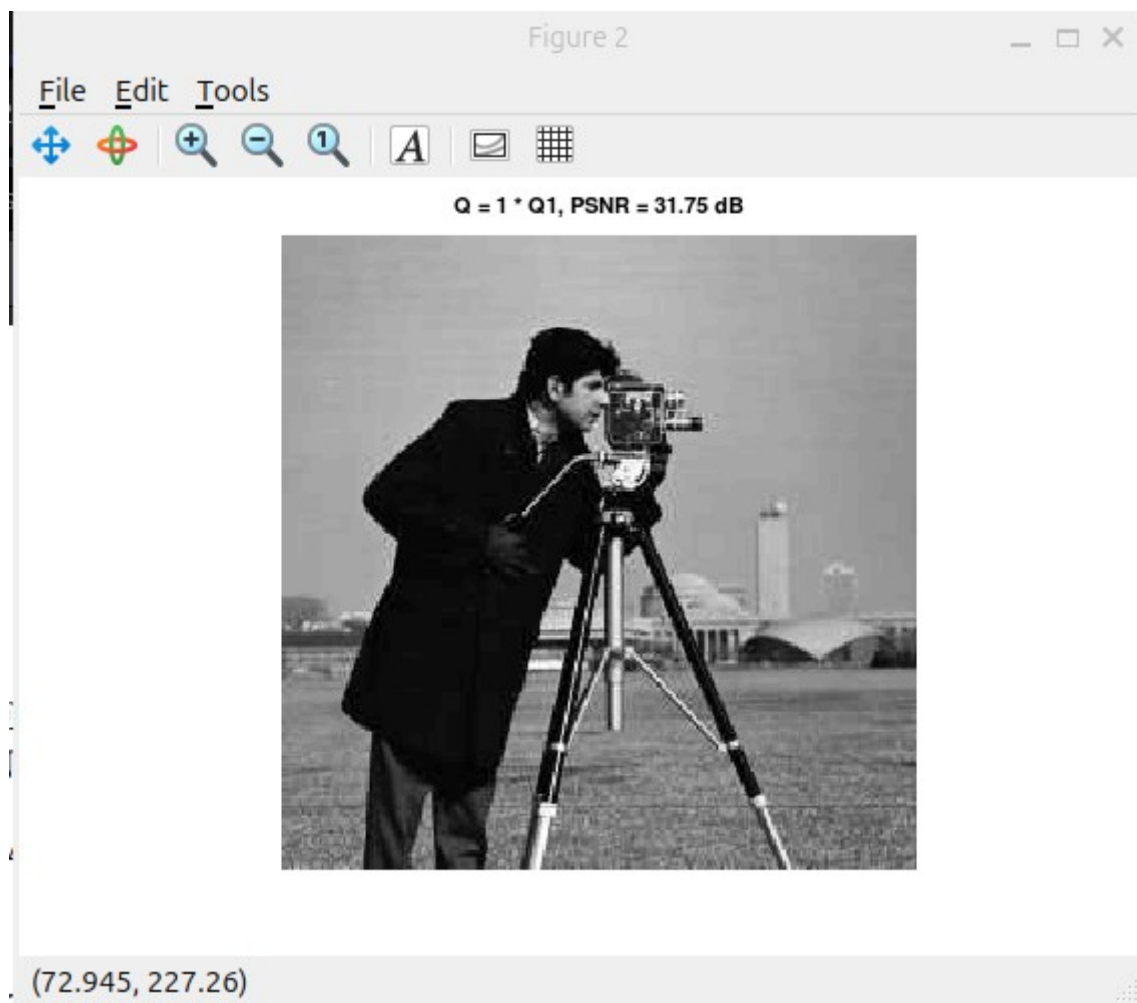 Figure 2
File Edit Tools
Q = 1 * Q1, PSNR = 31.75 dB
(72.945, 227.26)